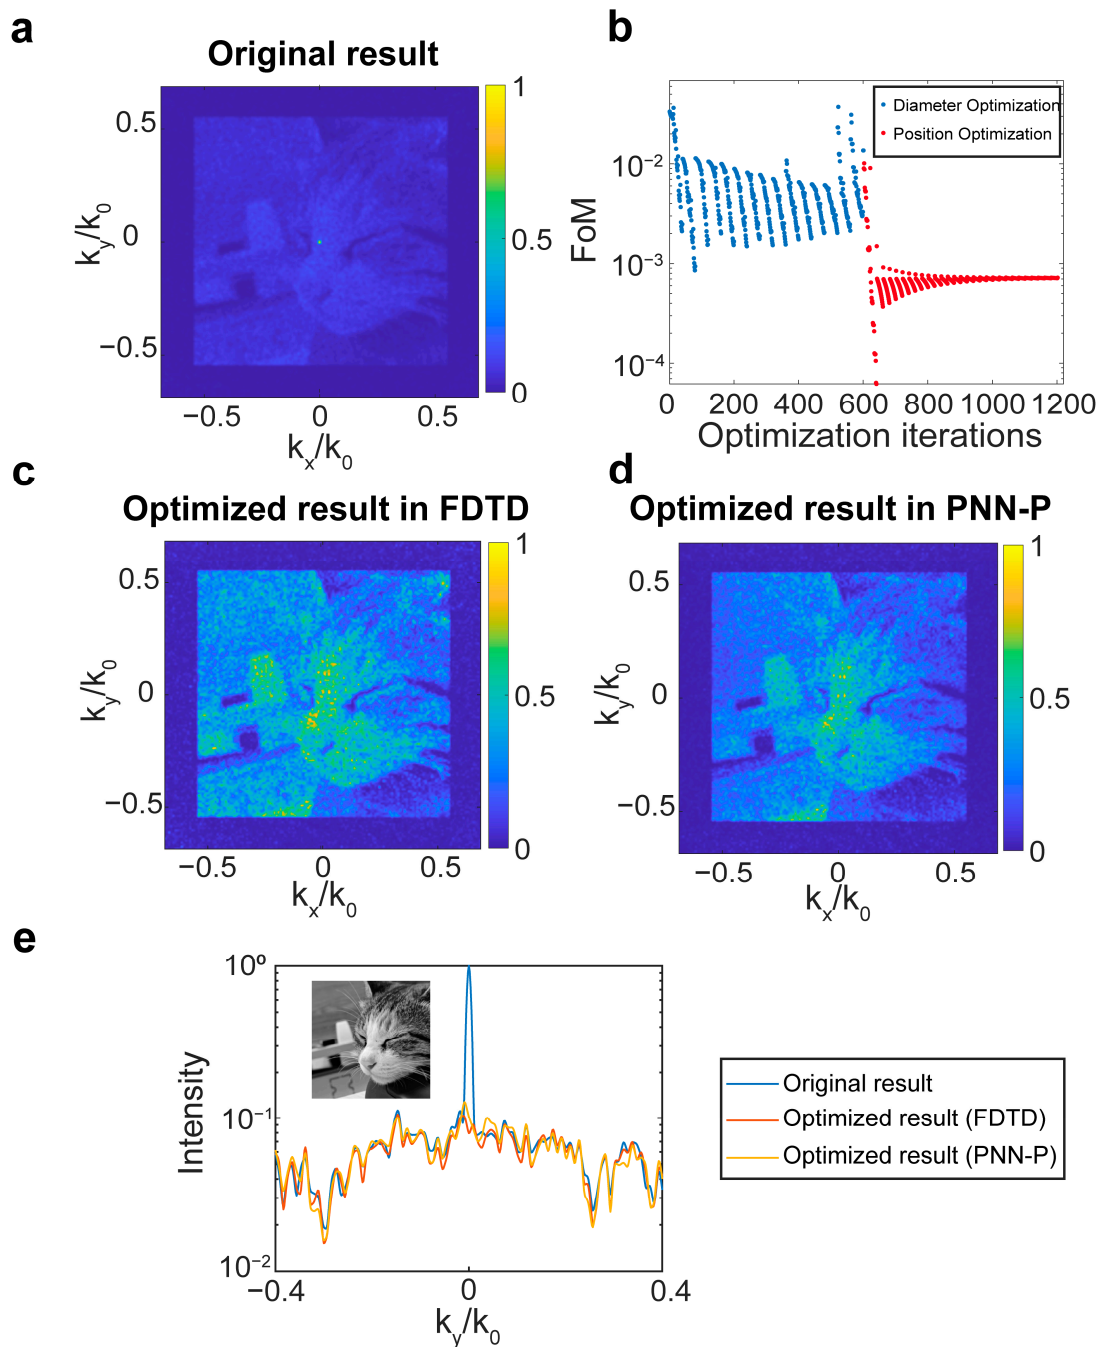 a
Original result
0.5
0
−0.5
k_y/k_0
−0.5
0
0.5
k_x/k_0
1
0.5
0
b
10^−2
10^−3
10^−4
FoM
Diameter Optimization
Position Optimization
0
200
400
600
800
1000
1200
Optimization iterations
c
Optimized result in FDTD
0.5
0
−0.5
k_y/k_0
−0.5
0
0.5
k_x/k_0
1
0.5
0
d
Optimized result in PNN-P
0.5
0
−0.5
k_y/k_0
−0.5
0
0.5
k_x/k_0
1
0.5
0
e
10^0
10^−1
10^−2
Intensity
−0.4
0
0.4
k_y/k_0
Original result
Optimized result (FDTD)
Optimized result (PNN-P)